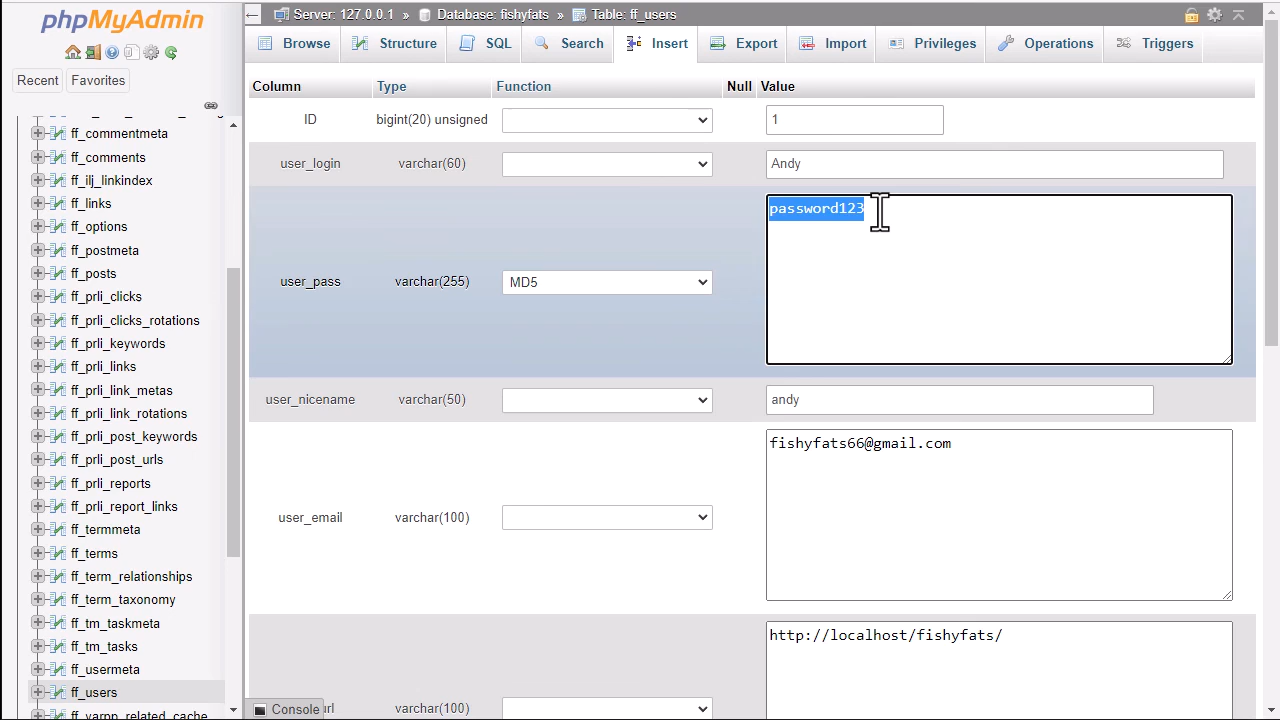 phpMyAdmin
Recent
Favorites
ff_commentmeta
ff_comments
ff_ilj_linkindex
ff_links
ff_options
ff_postmeta
ff_posts
ff_prli_clicks
ff_prli_clicks_rotations
ff_prli_keywords
ff_prli_links
ff_prli_link_metas
ff_prli_link_rotations
ff_prli_post_keywords
ff_prli_post_urls
ff_prli_reports
ff_prli_report_links
ff_termmeta
ff_terms
ff_term_relationships
ff_term_taxonomy
ff_tm_taskmeta
ff_tm_tasks
ff_usermeta
ff_users
ff_yarpp_related_cache
Server: 127.0.0.1 » Database: fishyfats » Table: ff_users
Browse Structure SQL Search Insert Export Import Privileges Operations Triggers
Column Type Function Null Value
ID bigint(20) unsigned 1
user_login varchar(60) Andy
password123
user_pass varchar(255) MD5
user_nicename varchar(50) andy
fishyfats66@gmail.com
user_email varchar(100)
http://localhost/fishyfats/
Console url varchar(100)